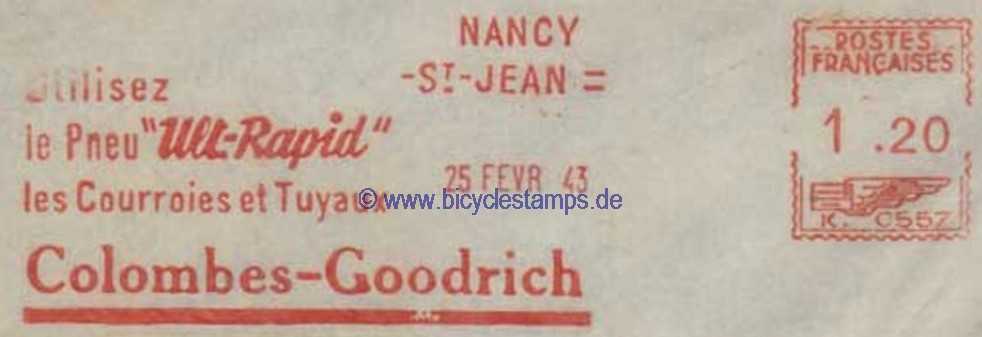 NANCY
-ST-JEAN =
Utilisez
le Pneu "Ult-Rapid"
les Courroies et Tuyaux
Colombes-Goodrich
25 FEVR 43
© www.bicyclestamps.de
POSTES
FRANÇAISES
1.20
K. C557